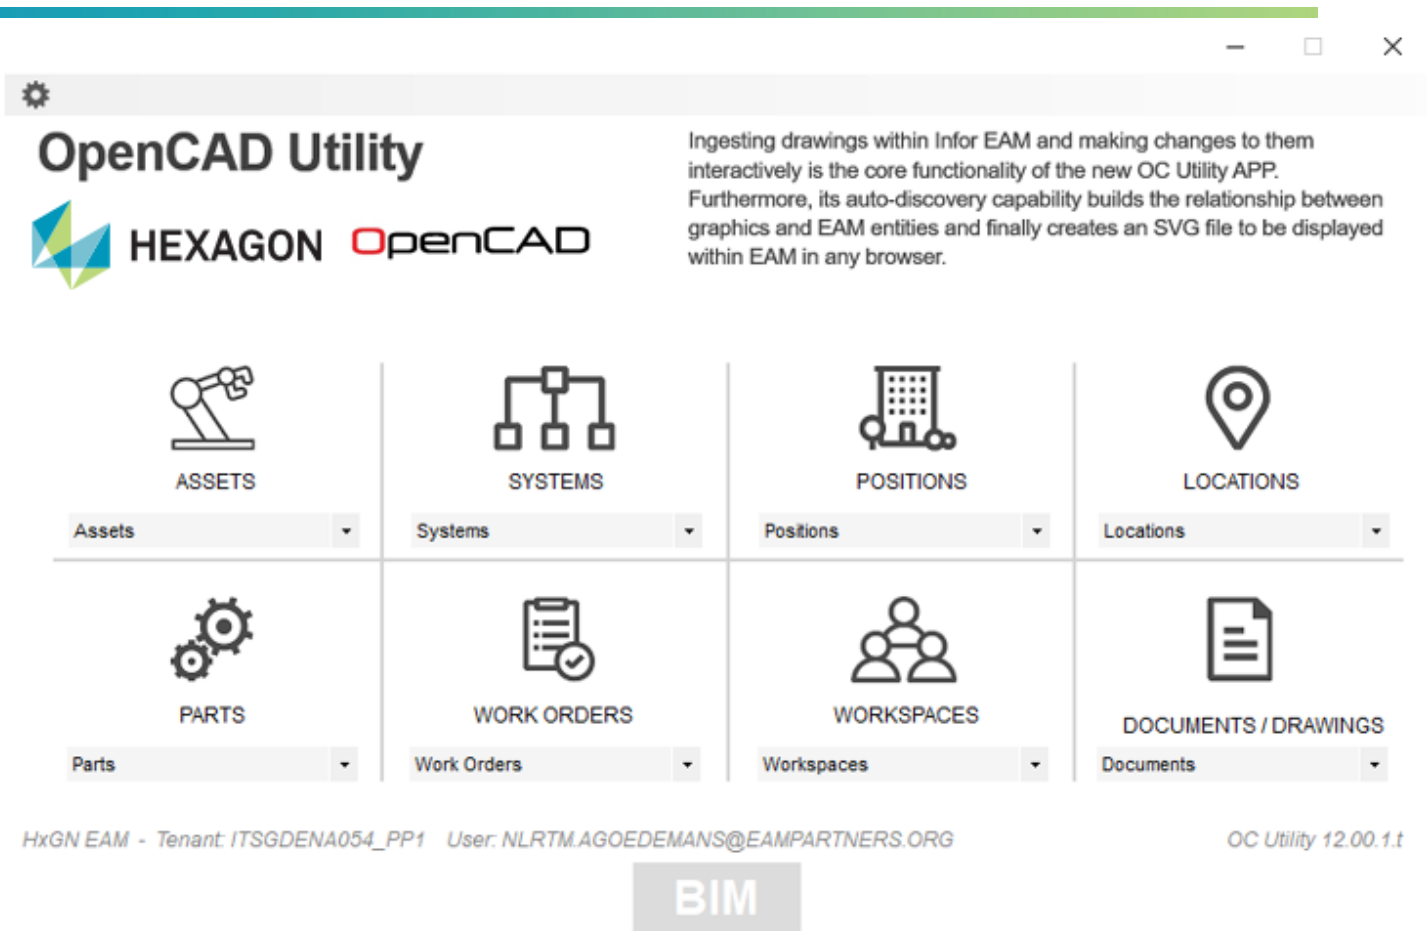 OpenCAD Utility
HEXAGON OpenCAD
Ingesting drawings within Infor EAM and making changes to them
interactively is the core functionality of the new OC Utility APP.
Furthermore, its auto-discovery capability builds the relationship between
graphics and EAM entities and finally creates an SVG file to be displayed
within EAM in any browser.
ASSETS
SYSTEMS
POSITIONS
LOCATIONS
Assets
Systems
Positions
Locations
PARTS
WORK ORDERS
WORKSPACES
DOCUMENTS / DRAWINGS
Parts
Work Orders
Workspaces
Documents
HxGN EAM - Tenant: ITSGDENA054_PP1 User: NLRTM.AGOEDEMANS@EAMPARTNERS.ORG
OC Utility 12.00.1.t
BIM